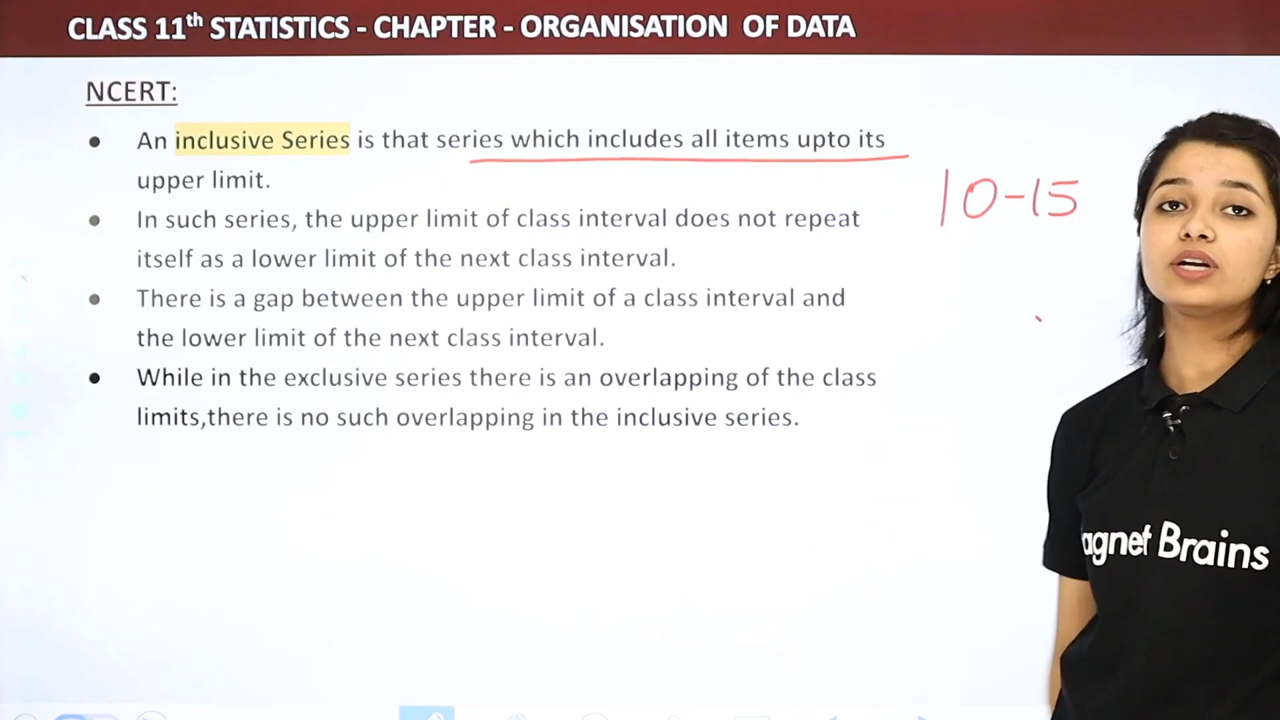 CLASS 11th STATISTICS - CHAPTER - ORGANISATION OF DATA
NCERT:
• An inclusive Series is that series which includes all items upto its
upper limit.
10-15
• In such series, the upper limit of class interval does not repeat
itself as a lower limit of the next class interval.
• There is a gap between the upper limit of a class interval and
the lower limit of the next class interval.
• While in the exclusive series there is an overlapping of the class
limits,there is no such overlapping in the inclusive series.
agnet Brains